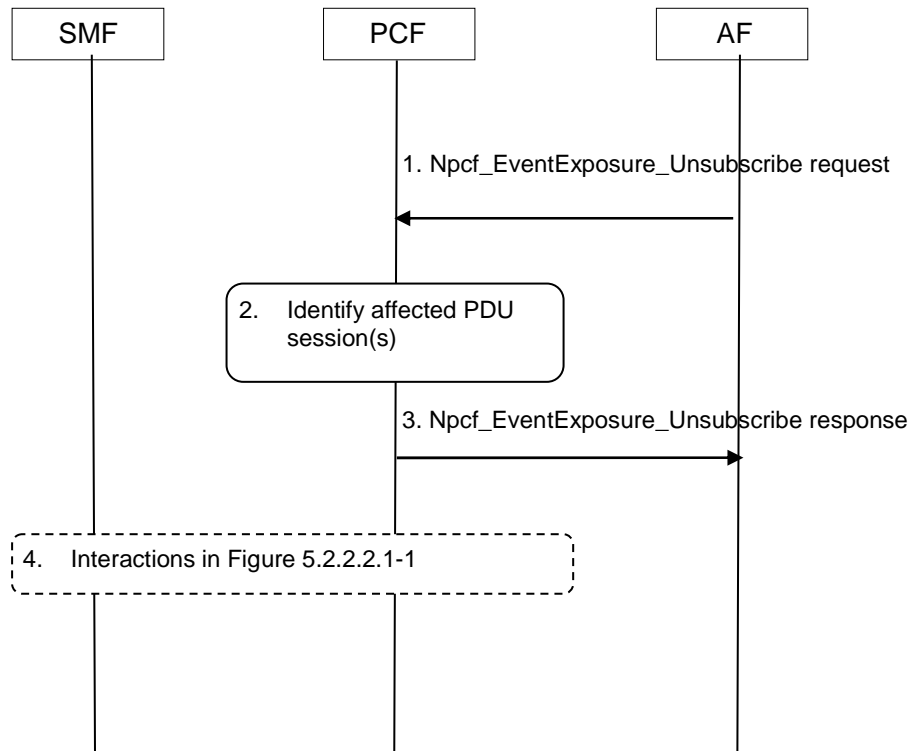 SMF
PCF
AF
1. Npcf_EventExposure_Unsubscribe request
2. Identify affected PDU
session(s)
3. Npcf_EventExposure_Unsubscribe response
4. Interactions in Figure 5.2.2.2.1-1